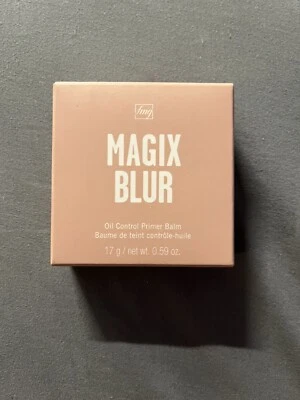 fmg
MAGIX
BLUR
Oil Control Primer Balm
Baume de teint contrôle-huile
17 g / net wt. 0.59 oz.